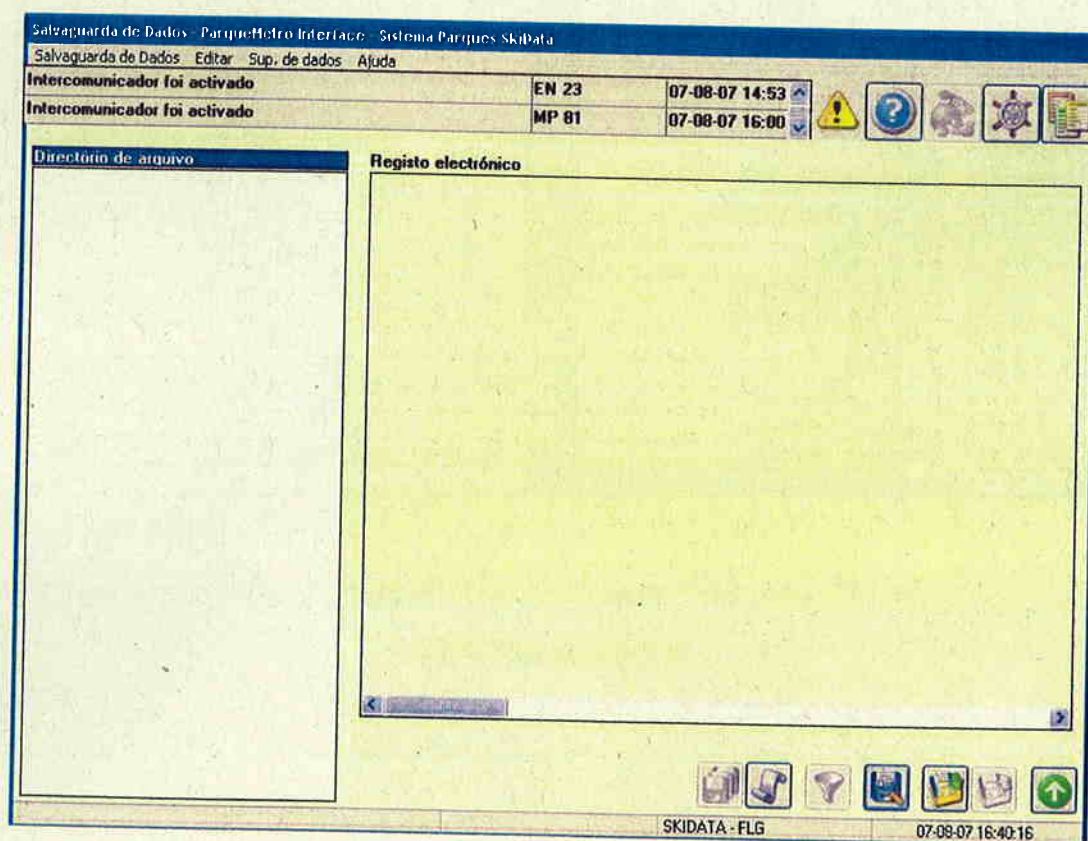 Salvaguarda de Dados - ParqueMetro Interface - Sistema Parques SkiData
Salvaguarda de Dados Editar Sup. de dados Ajuda
Intercomunicador foi activado EN 23 07-08-07 14:53
Intercomunicador foi activado MP 81 07-08-07 16:00
Directório de arquivo
Registo electrónico
SKIDATA - FLG 07-08-07 16:40:16